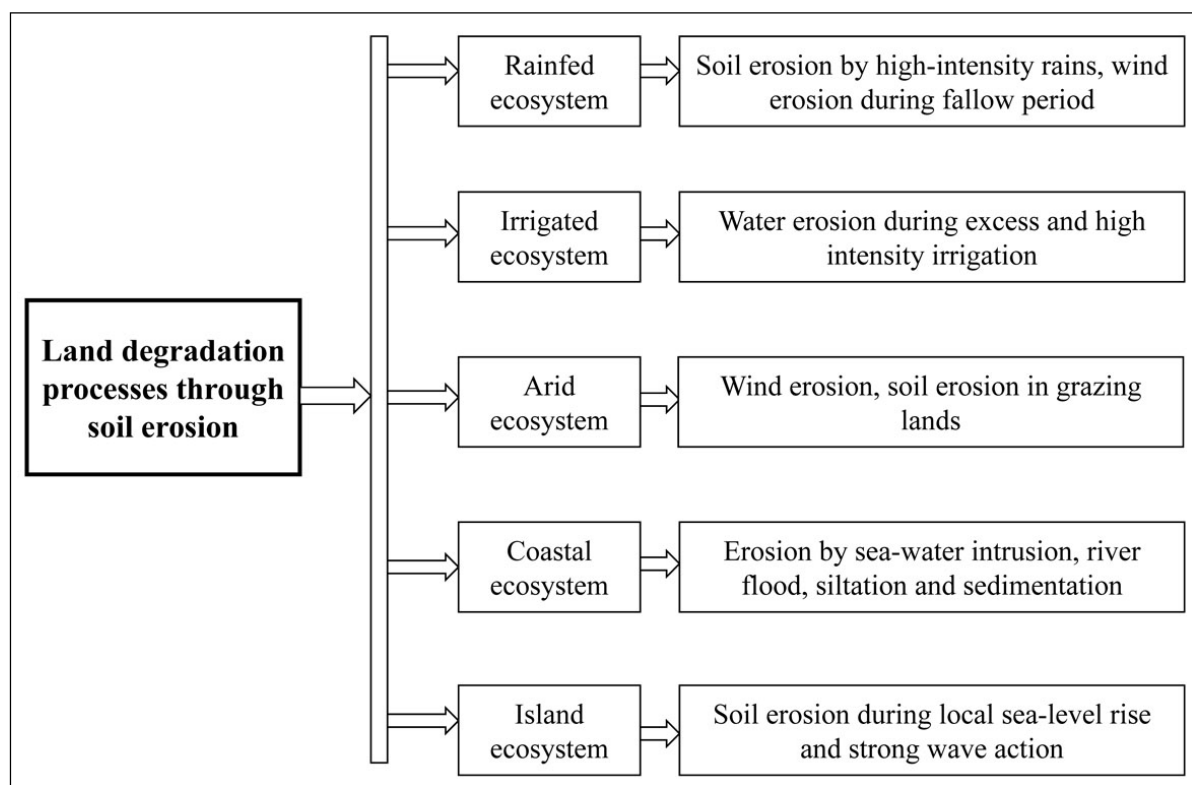 Land degradation
processes through
soil erosion
Rainfed
ecosystem
Soil erosion by high-intensity rains, wind
erosion during fallow period
Irrigated
ecosystem
Water erosion during excess and high
intensity irrigation
Arid
ecosystem
Wind erosion, soil erosion in grazing
lands
Coastal
ecosystem
Erosion by sea-water intrusion, river
flood, siltation and sedimentation
Island
ecosystem
Soil erosion during local sea-level rise
and strong wave action